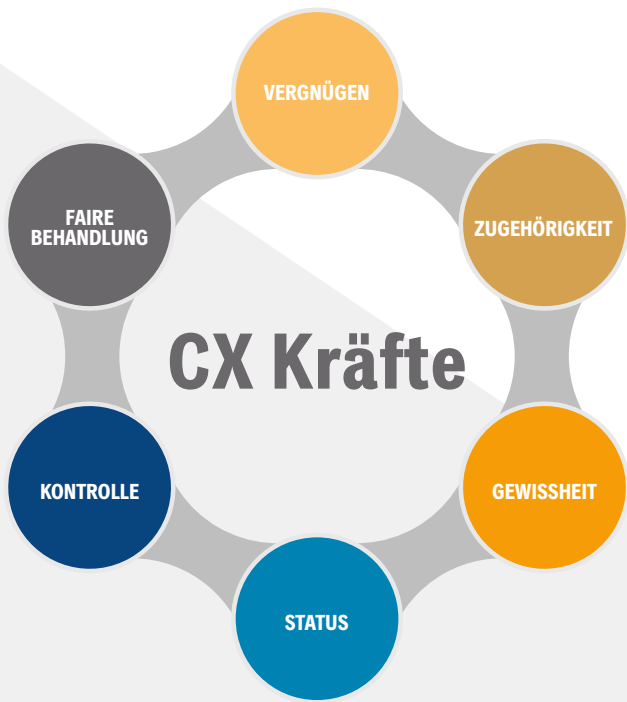 VERGNÜGEN
FAIRE
BEHANDLUNG
ZUGEHÖRIGKEIT
CX Kräfte
KONTROLLE
GEWISSHEIT
STATUS